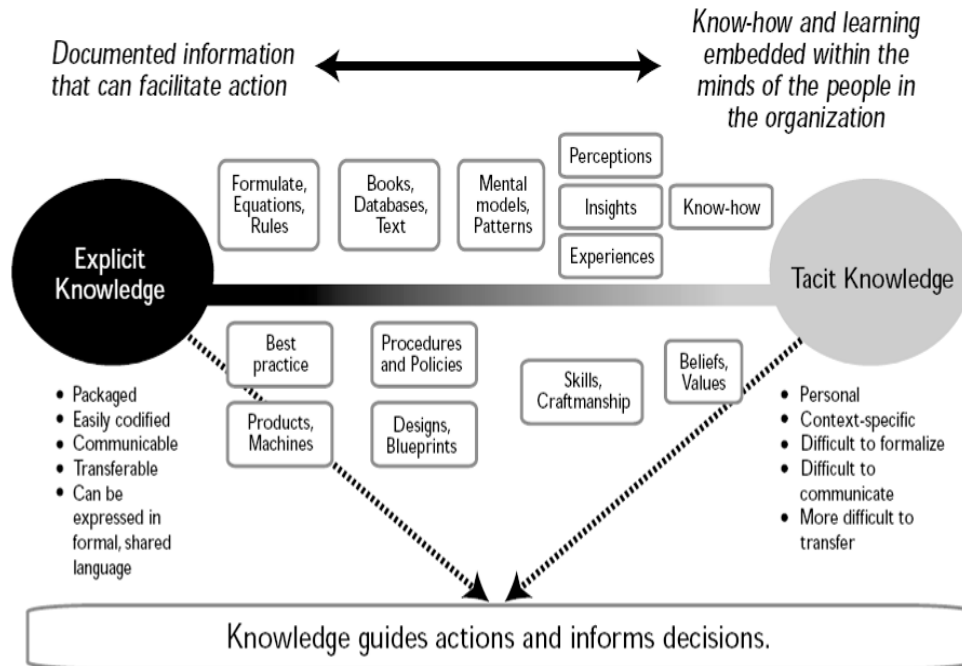 Documented information
that can facilitate action
Know-how and learning
embedded within the
minds of the people in
the organization
Formulate,
Equations,
Rules
Books,
Databases,
Text
Mental
models,
Patterns
Perceptions
Insights
Experiences
Know-how
Explicit
Knowledge
Tacit Knowledge
Best
practice
Procedures
and Policies
Products,
Machines
Designs,
Blueprints
Skills,
Craftmanship
Beliefs,
Values
• Packaged
• Easily codified
• Communicable
• Transferable
• Can be
expressed in
formal, shared
language
• Personal
• Context-specific
• Difficult to formalize
• Difficult to
communicate
• More difficult to
transfer
Knowledge guides actions and informs decisions.